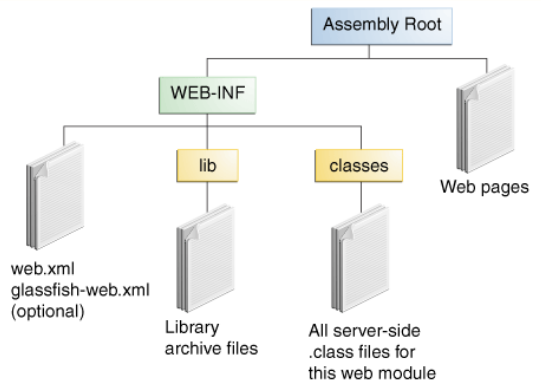 Assembly Root
WEB-INF
lib
classes
Web pages
web.xml
glassfish-web.xml
(optional)
Library
archive files
All server-side
.class files for
this web module